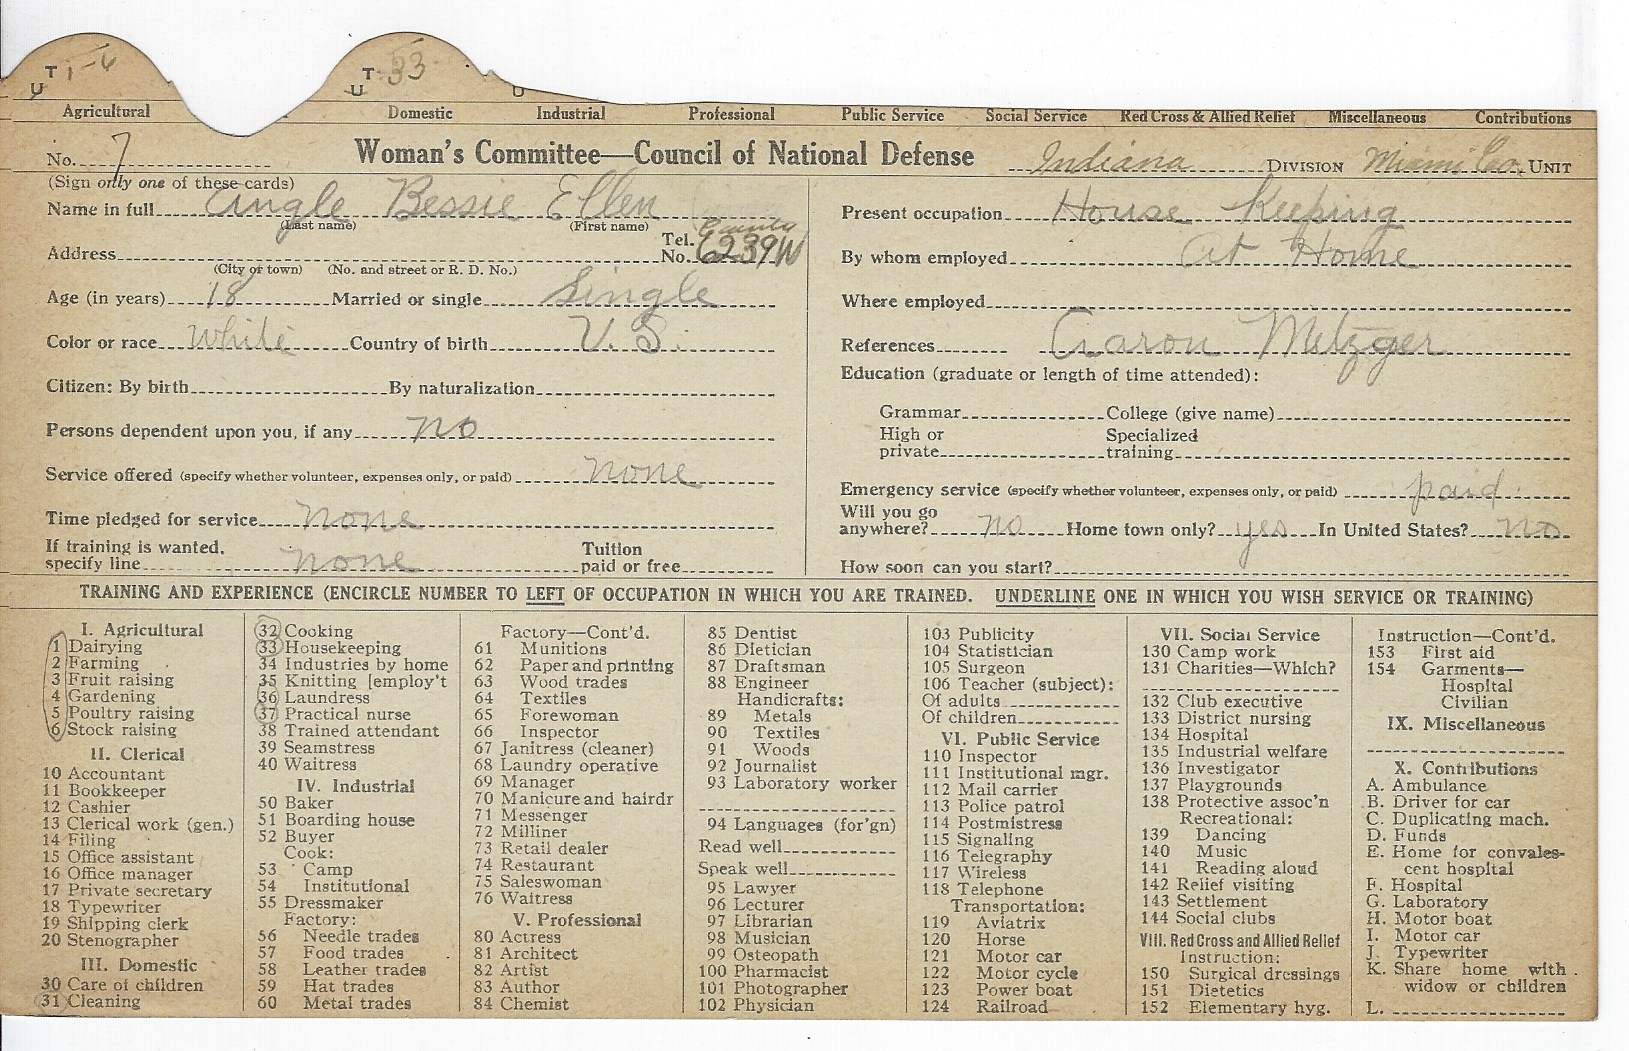 T 1-6 T 33
U U U
Agricultural Domestic Industrial Professional Public Service Social Service Red Cross & Allied Relief Miscellaneous Contributions
No. 7 Woman's Committee—Council of National Defense Indiana DIVISION Miami Co. UNIT
(Sign only one of these cards)
Name in full Angle Bessie Ellen
(Last name) (First name)
Address Tel. No. County 6239W
(City or town) (No. and street or R. D. No.)
Age (in years) 18 Married or single Single
Color or race White Country of birth U. S.
Citizen: By birth By naturalization
Persons dependent upon you, if any no
Service offered (specify whether volunteer, expenses only, or paid) none
Time pledged for service none
If training is wanted, specify line none Tuition paid or free
Present occupation House Keeping
By whom employed At Home
Where employed
References Aaron Metzger
Education (graduate or length of time attended):
Grammar College (give name)
High or private Specialized training
Emergency service (specify whether volunteer, expenses only, or paid) paid.
Will you go anywhere? no Home town only? yes In United States? no
How soon can you start?
TRAINING AND EXPERIENCE (ENCIRCLE NUMBER TO LEFT OF OCCUPATION IN WHICH YOU ARE TRAINED. UNDERLINE ONE IN WHICH YOU WISH SERVICE OR TRAINING)
I. Agricultural
1 Dairying
2 Farming
3 Fruit raising
4 Gardening
5 Poultry raising
6 Stock raising
II. Clerical
10 Accountant
11 Bookkeeper
12 Cashier
13 Clerical work (gen.)
14 Filing
15 Office assistant
16 Office manager
17 Private secretary
18 Typewriter
19 Shipping clerk
20 Stenographer
III. Domestic
30 Care of children
31 Cleaning
32 Cooking
33 Housekeeping
34 Industries by home
35 Knitting [employ't
36 Laundress
37 Practical nurse
38 Trained attendant
39 Seamstress
40 Waitress
IV. Industrial
50 Baker
51 Boarding house
52 Buyer
Cook:
53 Camp
54 Institutional
55 Dressmaker
Factory:
56 Needle trades
57 Food trades
58 Leather trades
59 Hat trades
60 Metal trades
Factory—Cont'd.
61 Munitions
62 Paper and printing
63 Wood trades
64 Textiles
65 Forewoman
66 Inspector
67 Janitress (cleaner)
68 Laundry operative
69 Manager
70 Manicure and hairdr
71 Messenger
72 Milliner
73 Retail dealer
74 Restaurant
75 Saleswoman
76 Waitress
V. Professional
80 Actress
81 Architect
82 Artist
83 Author
84 Chemist
85 Dentist
86 Dietician
87 Draftsman
88 Engineer
Handicrafts:
89 Metals
90 Textiles
91 Woods
92 Journalist
93 Laboratory worker
94 Languages (for'gn)
Read well
Speak well
95 Lawyer
96 Lecturer
97 Librarian
98 Musician
99 Osteopath
100 Pharmacist
101 Photographer
102 Physician
103 Publicity
104 Statistician
105 Surgeon
106 Teacher (subject):
Of adults
Of children
VI. Public Service
110 Inspector
111 Institutional mgr.
112 Mail carrier
113 Police patrol
114 Postmistress
115 Signaling
116 Telegraphy
117 Wireless
118 Telephone
Transportation:
119 Aviatrix
120 Horse
121 Motor car
122 Motor cycle
123 Power boat
124 Railroad
VII. Social Service
130 Camp work
131 Charities—Which?
132 Club executive
133 District nursing
134 Hospital
135 Industrial welfare
136 Investigator
137 Playgrounds
138 Protective assoc'n
Recreational:
139 Dancing
140 Music
141 Reading aloud
142 Relief visiting
143 Settlement
144 Social clubs
VIII. Red Cross and Allied Relief
Instruction:
150 Surgical dressings
151 Dietetics
152 Elementary hyg.
Instruction—Cont'd.
153 First aid
154 Garments—
Hospital
Civilian
IX. Miscellaneous
X. Contributions
A. Ambulance
B. Driver for car
C. Duplicating mach.
D. Funds
E. Home for convales-
cent hospital
F. Hospital
G. Laboratory
H. Motor boat
I. Motor car
J. Typewriter
K. Share home with
widow or children
L.